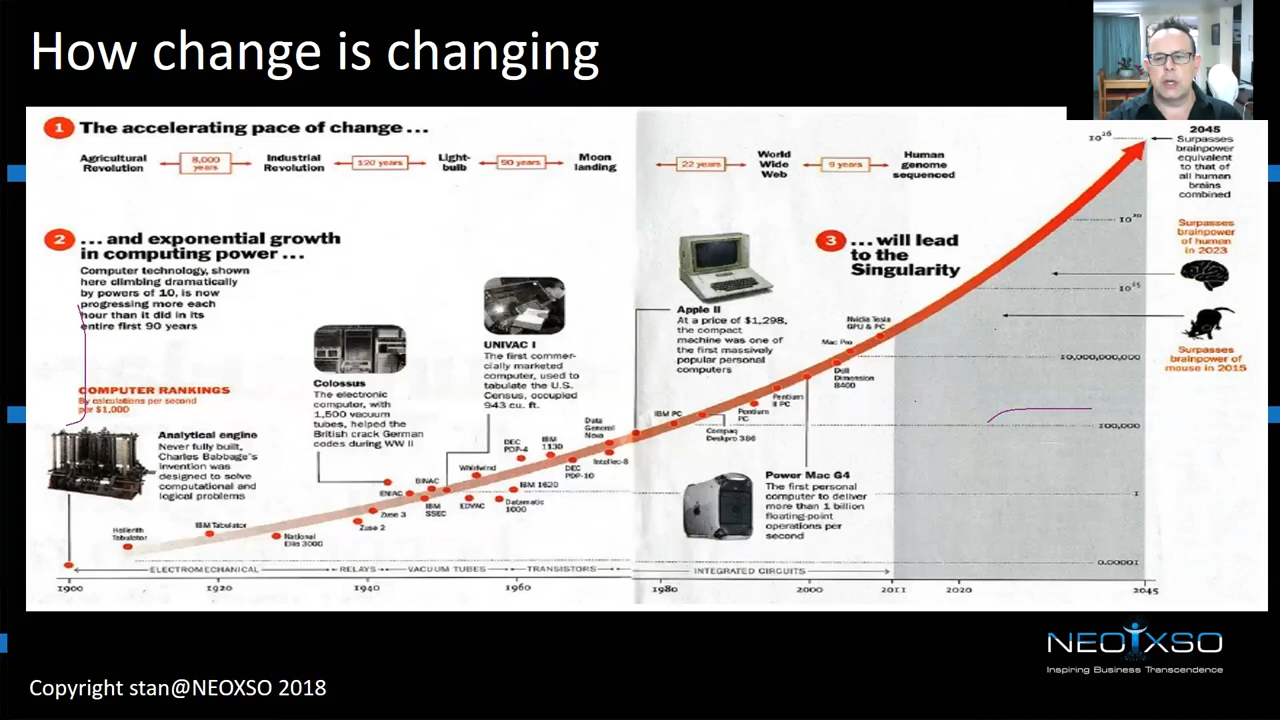 How change is changing
1 The accelerating pace of change ...
Agricultural
Revolution
8,000
years
Industrial
Revolution
120 years
Light-
bulb
90 years
Moon
landing
22 years
World
Wide
Web
9 years
Human
genome
sequenced
2 ... and exponential growth
in computing power ...
Computer technology, shown
here climbing dramatically
by powers of 10, is now
progressing more each
hour than it did in its
entire first 90 years
COMPUTER RANKINGS
By calculations per second
per $1,000
Analytical engine
Never fully built,
Charles Babbage's
invention was
designed to solve
computational and
logical problems
Colossus
The electronic
computer, with
1,500 vacuum
tubes, helped the
British crack German
codes during WW II
UNIVAC I
The first commer-
cially marketed
computer, used to
tabulate the U.S.
Census, occupied
943 cu. ft.
Apple II
At a price of $1,298,
the compact
machine was one of
the first massively
popular personal
computers
3 ... will lead
to the
Singularity
Power Mac G4
The first personal
computer to deliver
more than 1 billion
floating-point
operations per
second
2045
Surpasses
brainpower
equivalent
to that of
all human
brains
combined
Surpasses
brainpower
of human
in 2023
Surpasses
brainpower of
mouse in 2015
Hollerith
Tabulator
IBM Tabulator
National
Ellis 3000
Zuse 2
Zuse 3
ENIAC
BINAC
IBM
SSEC
Whirlwind
EDVAC
DEC
PDP-4
IBM
1130
IBM 1620
Datamatic
1000
DEC
PDP-10
Data
General
Nova
Intellec-8
IBM PC
Compaq
Deskpro 386
Pentium
PC
Pentium
II PC
Mac Pro
Dell
Dimension
8400
Nvidia Tesla
GPU & PC
10²⁶
10²⁰
10¹⁵
10,000,000,000
100,000
1
0.00001
ELECTROMECHANICAL
RELAYS
VACUUM TUBES
TRANSISTORS
INTEGRATED CIRCUITS
1900
1920
1940
1960
1980
2000
2011
2020
2045
NEOXSO
Inspiring Business Transcendence
Copyright stan@NEOXSO 2018